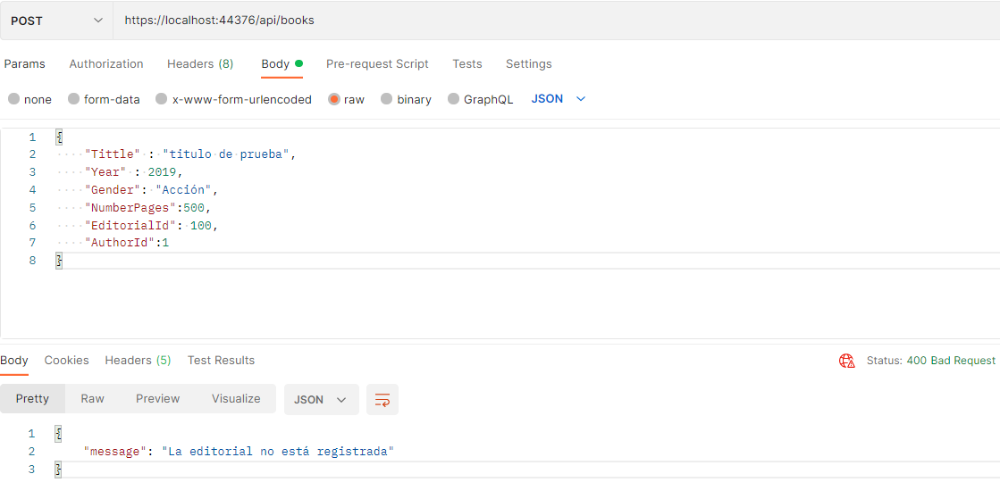 POST https://localhost:44376/api/books
Params Authorization Headers (8) Body Pre-request Script Tests Settings
none form-data x-www-form-urlencoded raw binary GraphQL JSON
1 {
2 "Tittle" : "titulo de prueba",
3 "Year" : 2019,
4 "Gender": "Acción",
5 "NumberPages":500,
6 "EditorialId": 100,
7 "AuthorId":1
8 }
Body Cookies Headers (5) Test Results Status: 400 Bad Request
Pretty Raw Preview Visualize JSON
1 {
2 "message": "La editorial no está registrada"
3 }